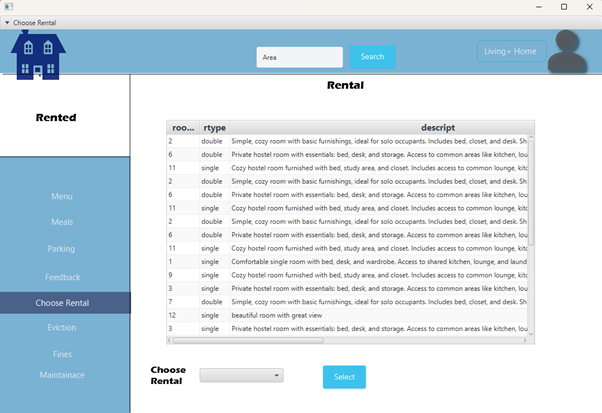 Choose Rental
Area
Search
Living+ Home
Rented
Rental
roo... rtype descript
2 double Simple, cozy room with basic furnishings, ideal for solo occupants. Includes bed, closet, and desk. Sh
6 double Private hostel room with essentials: bed, desk, and storage. Access to common areas like kitchen, lou
11 single Cozy hostel room furnished with bed, study area, and closet. Includes access to common lounge, kitc
2 double Simple, cozy room with basic furnishings, ideal for solo occupants. Includes bed, closet, and desk. Sh
6 double Private hostel room with essentials: bed, desk, and storage. Access to common areas like kitchen, lou
11 single Cozy hostel room furnished with bed, study area, and closet. Includes access to common lounge, kitc
2 double Simple, cozy room with basic furnishings, ideal for solo occupants. Includes bed, closet, and desk. Sh
6 double Private hostel room with essentials: bed, desk, and storage. Access to common areas like kitchen, lou
11 single Cozy hostel room furnished with bed, study area, and closet. Includes access to common lounge, kitc
1 single Comfortable single room with bed, desk, and wardrobe. Access to shared kitchen, lounge, and laund
9 single Cozy hostel room furnished with bed, study area, and closet. Includes access to common lounge, kitc
3 single Private hostel room with essentials: bed, desk, and storage. Access to common areas like kitchen, lou
7 double Simple, cozy room with basic furnishings, ideal for solo occupants. Includes bed, closet, and desk. Sh
12 single beautiful room with great view
3 single Private hostel room with essentials: bed, desk, and storage. Access to common areas like kitchen, lou
Menu
Meals
Parking
Feedback
Choose Rental
Eviction
Fines
Maintainace
Choose
Rental
Select